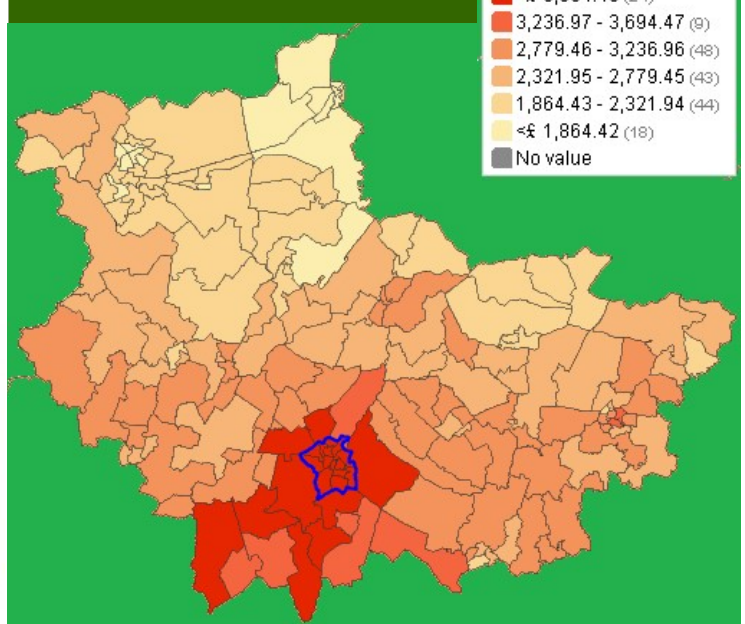 3,236.97 - 3,694.47 (9)
2,779.46 - 3,236.96 (48)
2,321.95 - 2,779.45 (43)
1,864.43 - 2,321.94 (44)
<£ 1,864.42 (18)
No value